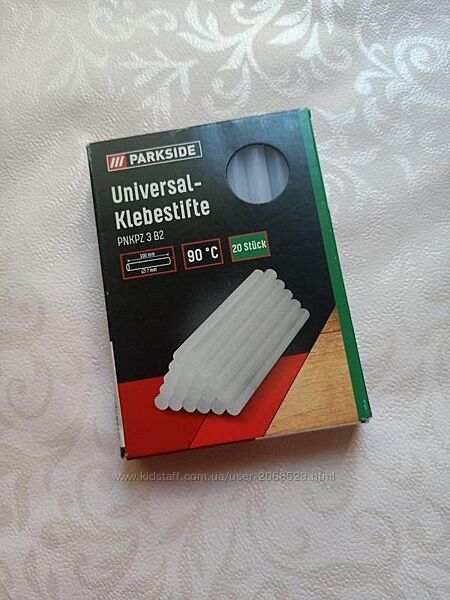 /// PARKSIDE
Universal-
Klebestifte
PNKPZ 3 B2
100 mm
Ø 7 mm
90 °C
20 Stück
www.kidstaff.com.ua/user-2068529.html